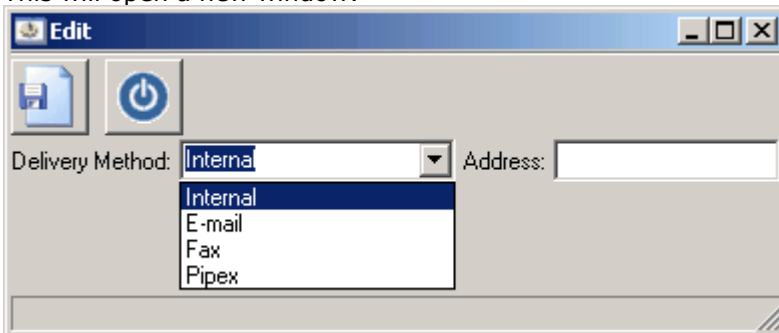 This will open a new window:
Edit
Delivery Method: Internal Address:
Internal
E-mail
Fax
Pipex